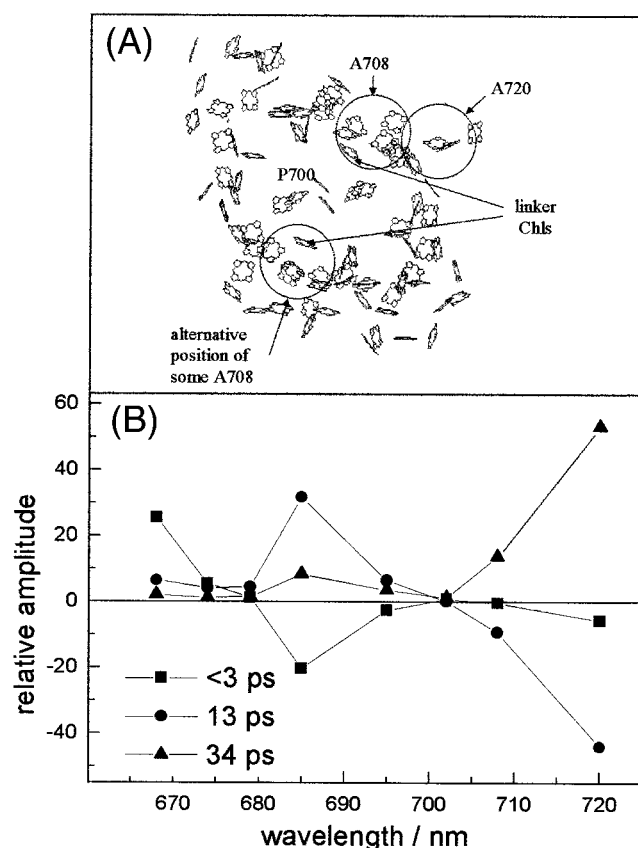 (A)
A708
A720
P700
linker
Chls
alternative
position of
some A708
(B)
60
40
20
0
-20
-40
relative amplitude
<3 ps
13 ps
34 ps
670 680 690 700 710 720
wavelength / nm